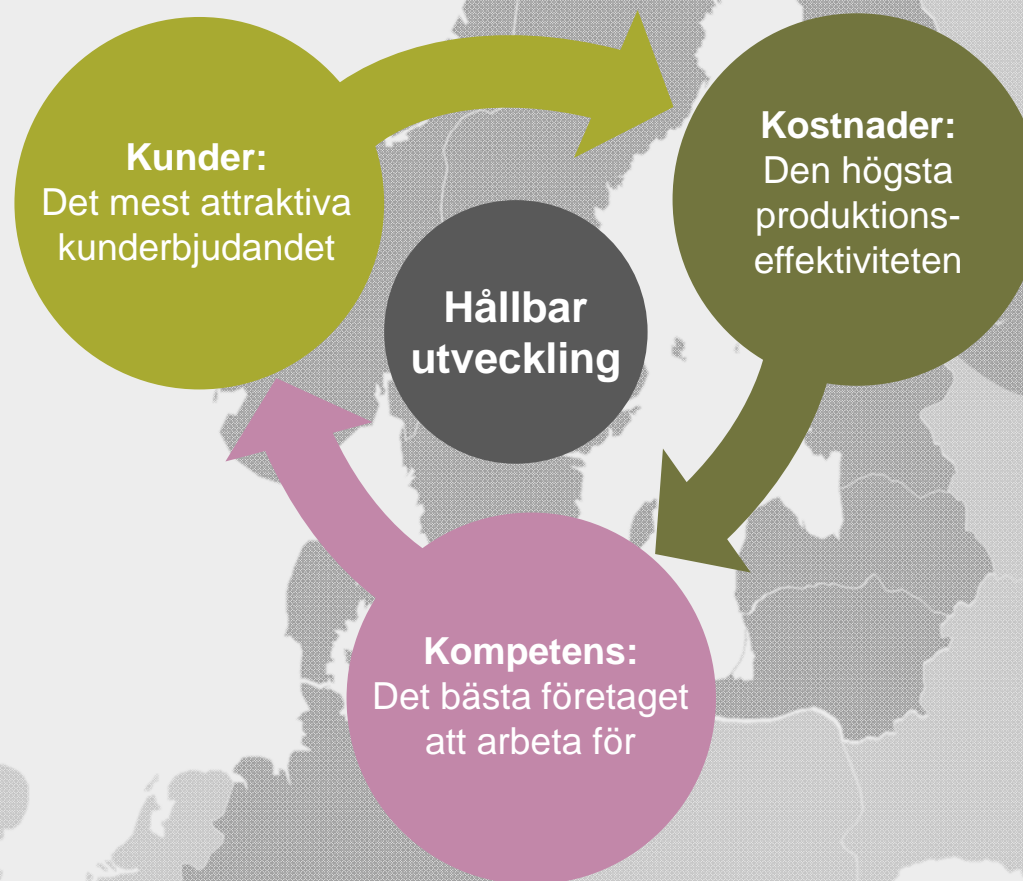 Kunder:
Det mest attraktiva
kunderbjudandet
Kostnader:
Den högsta
produktions-
effektiviteten
Hållbar
utveckling
Kompetens:
Det bästa företaget
att arbeta för